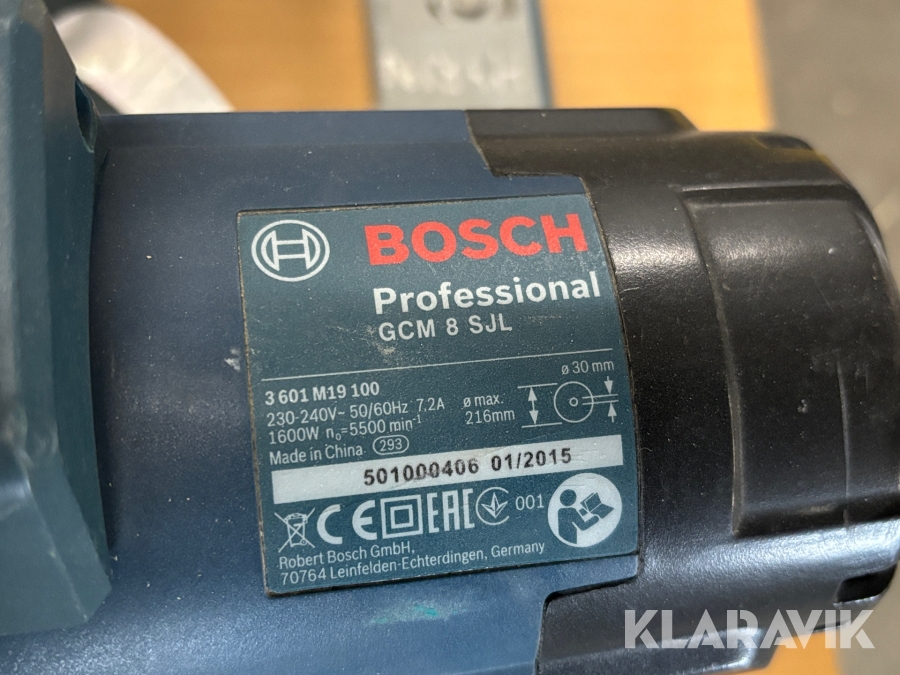 BOSCH
Professional
GCM 8 SJL
3 601 M19 100
230-240V~ 50/60Hz 7.2A
1600W n₀=5500 min⁻¹
Made in China 293
ø max.
216mm
ø 30 mm
501000406 01/2015
CE EAC 001
Robert Bosch GmbH,
70764 Leinfelden-Echterdingen, Germany
KLARAVIK